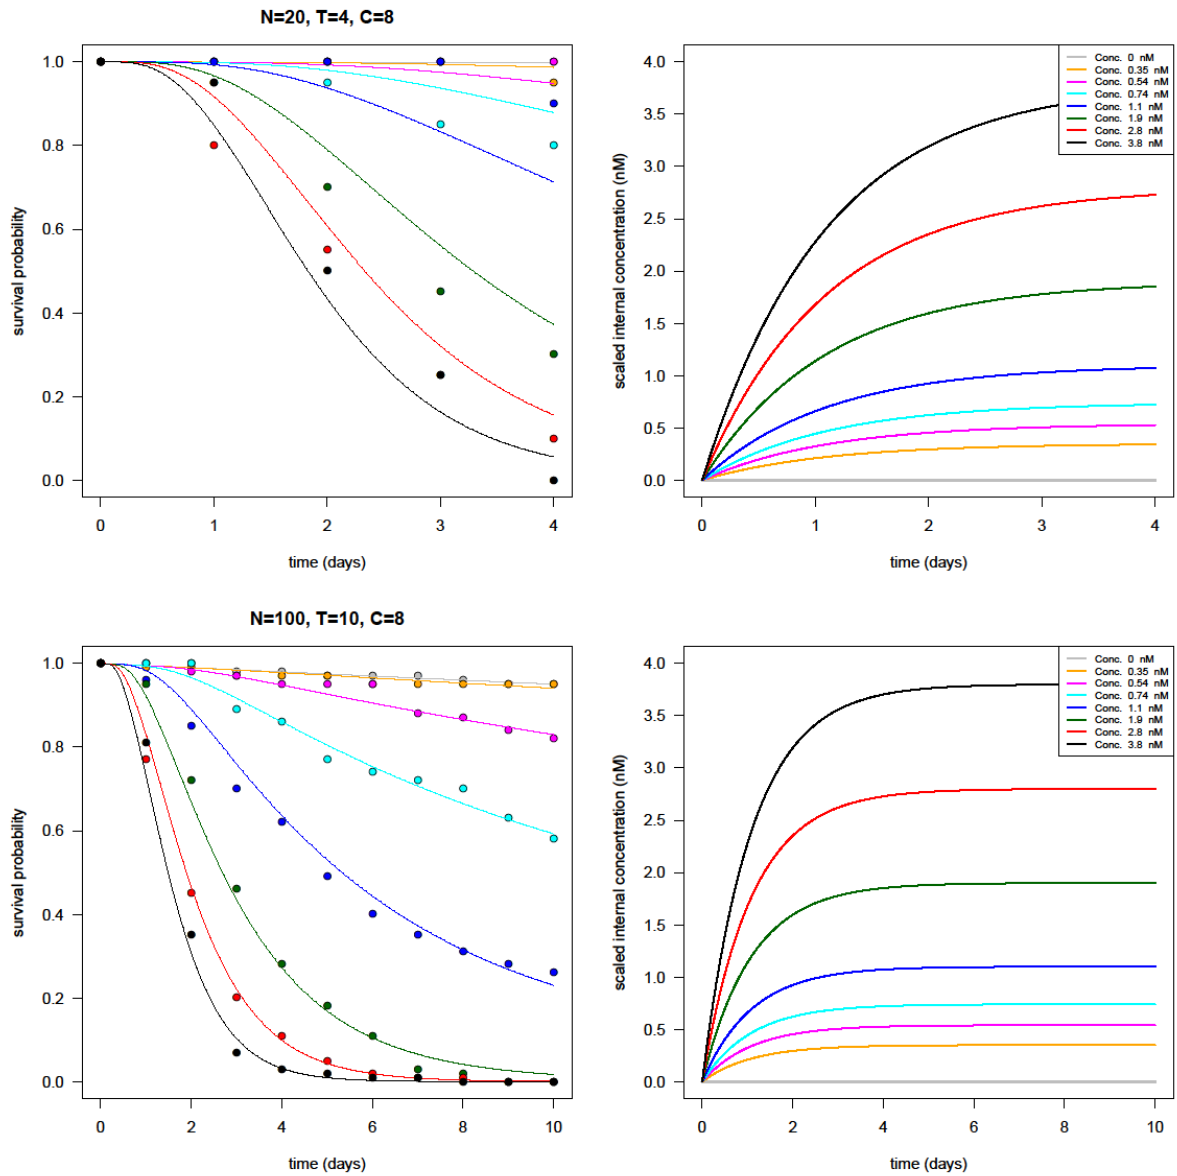 N=20, T=4, C=8
survival probability
1.0
0.8
0.6
0.4
0.2
0.0
0 1 2 3 4
time (days)
scaled internal concentration (nM)
4.0
3.5
3.0
2.5
2.0
1.5
1.0
0.5
0.0
0 1 2 3 4
time (days)
Conc. 0 nM
Conc. 0.35 nM
Conc. 0.54 nM
Conc. 0.74 nM
Conc. 1.1 nM
Conc. 1.9 nM
Conc. 2.8 nM
Conc. 3.8 nM
N=100, T=10, C=8
survival probability
1.0
0.8
0.6
0.4
0.2
0.0
0 2 4 6 8 10
time (days)
scaled internal concentration (nM)
4.0
3.5
3.0
2.5
2.0
1.5
1.0
0.5
0.0
0 2 4 6 8 10
time (days)
Conc. 0 nM
Conc. 0.35 nM
Conc. 0.54 nM
Conc. 0.74 nM
Conc. 1.1 nM
Conc. 1.9 nM
Conc. 2.8 nM
Conc. 3.8 nM